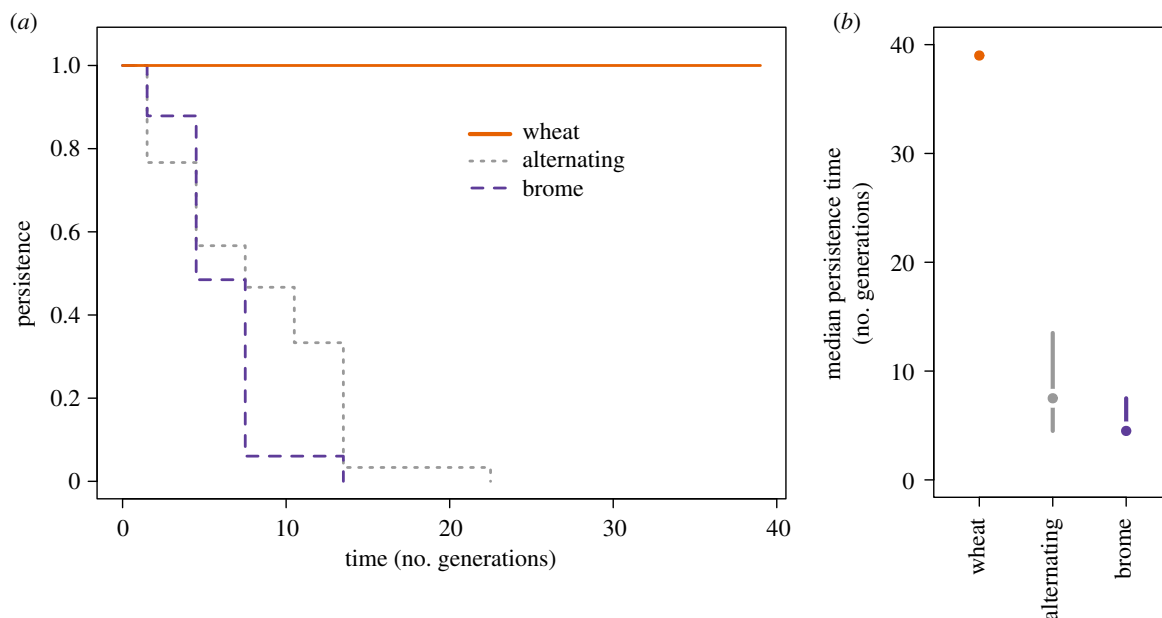 (a)
persistence
1.0
0.8
0.6
0.4
0.2
0
wheat
alternating
brome
0
10
20
30
40
time (no. generations)
(b)
median persistence time
(no. generations)
40
30
20
10
0
wheat
alternating
brome